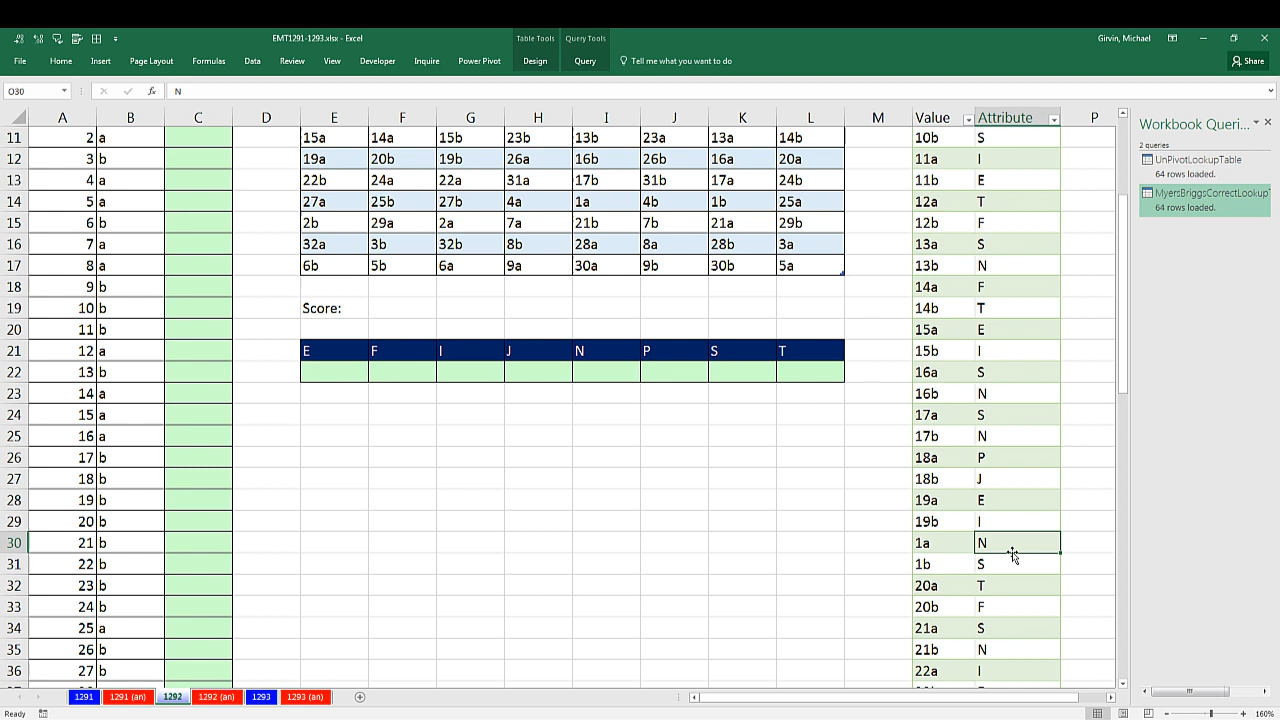 EMT1291-1293.xlsx - Excel
Table Tools
Query Tools
Girvin, Michael
File Home Insert Page Layout Formulas Data Review View Developer Inquire Power Pivot Design Query Tell me what you want to do Share
O30 fx N
A B C D E F G H I J K L M Value Attribute P
11 2 a 15a 14a 15b 23b 13b 23a 13a 14b 10b S
12 3 b 19a 20b 19b 26a 16b 26b 16a 20a 11a I
13 4 a 22b 24a 22a 31a 17b 31b 17a 24b 11b E
14 5 a 27a 25b 27b 4a 1a 4b 1b 25a 12a T
15 6 b 2b 29a 2a 7a 21b 7b 21a 29b 12b F
16 7 a 32a 3b 32b 8b 28a 8a 28b 3a 13a S
17 8 a 6b 5b 6a 9a 30a 9b 30b 5a 13b N
18 9 b 14a F
19 10 b Score: 14b T
20 11 b 15a E
21 12 a E F I J N P S T 15b I
22 13 b 16a S
23 14 a 16b N
24 15 a 17a S
25 16 a 17b N
26 17 b 18a P
27 18 b 18b J
28 19 b 19a E
29 20 b 19b I
30 21 b 1a N
31 22 b 1b S
32 23 b 20a T
33 24 b 20b F
34 25 a 21a S
35 26 b 21b N
36 27 b 22a I
Workbook Queri...
2 queries
UnPivotLookupTable
64 rows loaded.
MyersBriggsCorrectLookupT
64 rows loaded.
1291 1291 (an) 1292 1292 (an) 1293 1293 (an)
Ready 160%